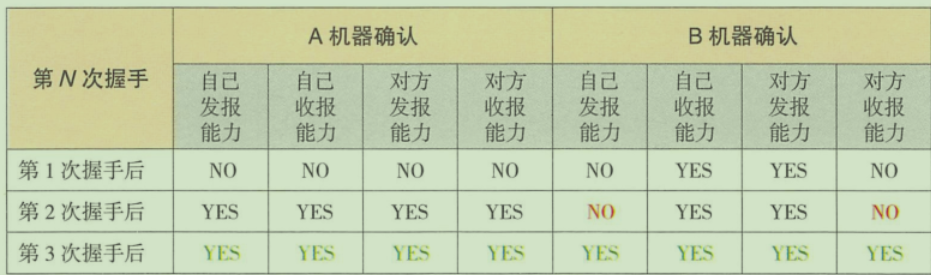 第 N 次握手 A 机器确认 B 机器确认
自己发报能力 自己收报能力 对方发报能力 对方收报能力 自己发报能力 自己收报能力 对方发报能力 对方收报能力
第 1 次握手后 NO NO NO NO NO YES YES NO
第 2 次握手后 YES YES YES YES NO YES YES NO
第 3 次握手后 YES YES YES YES YES YES YES YES